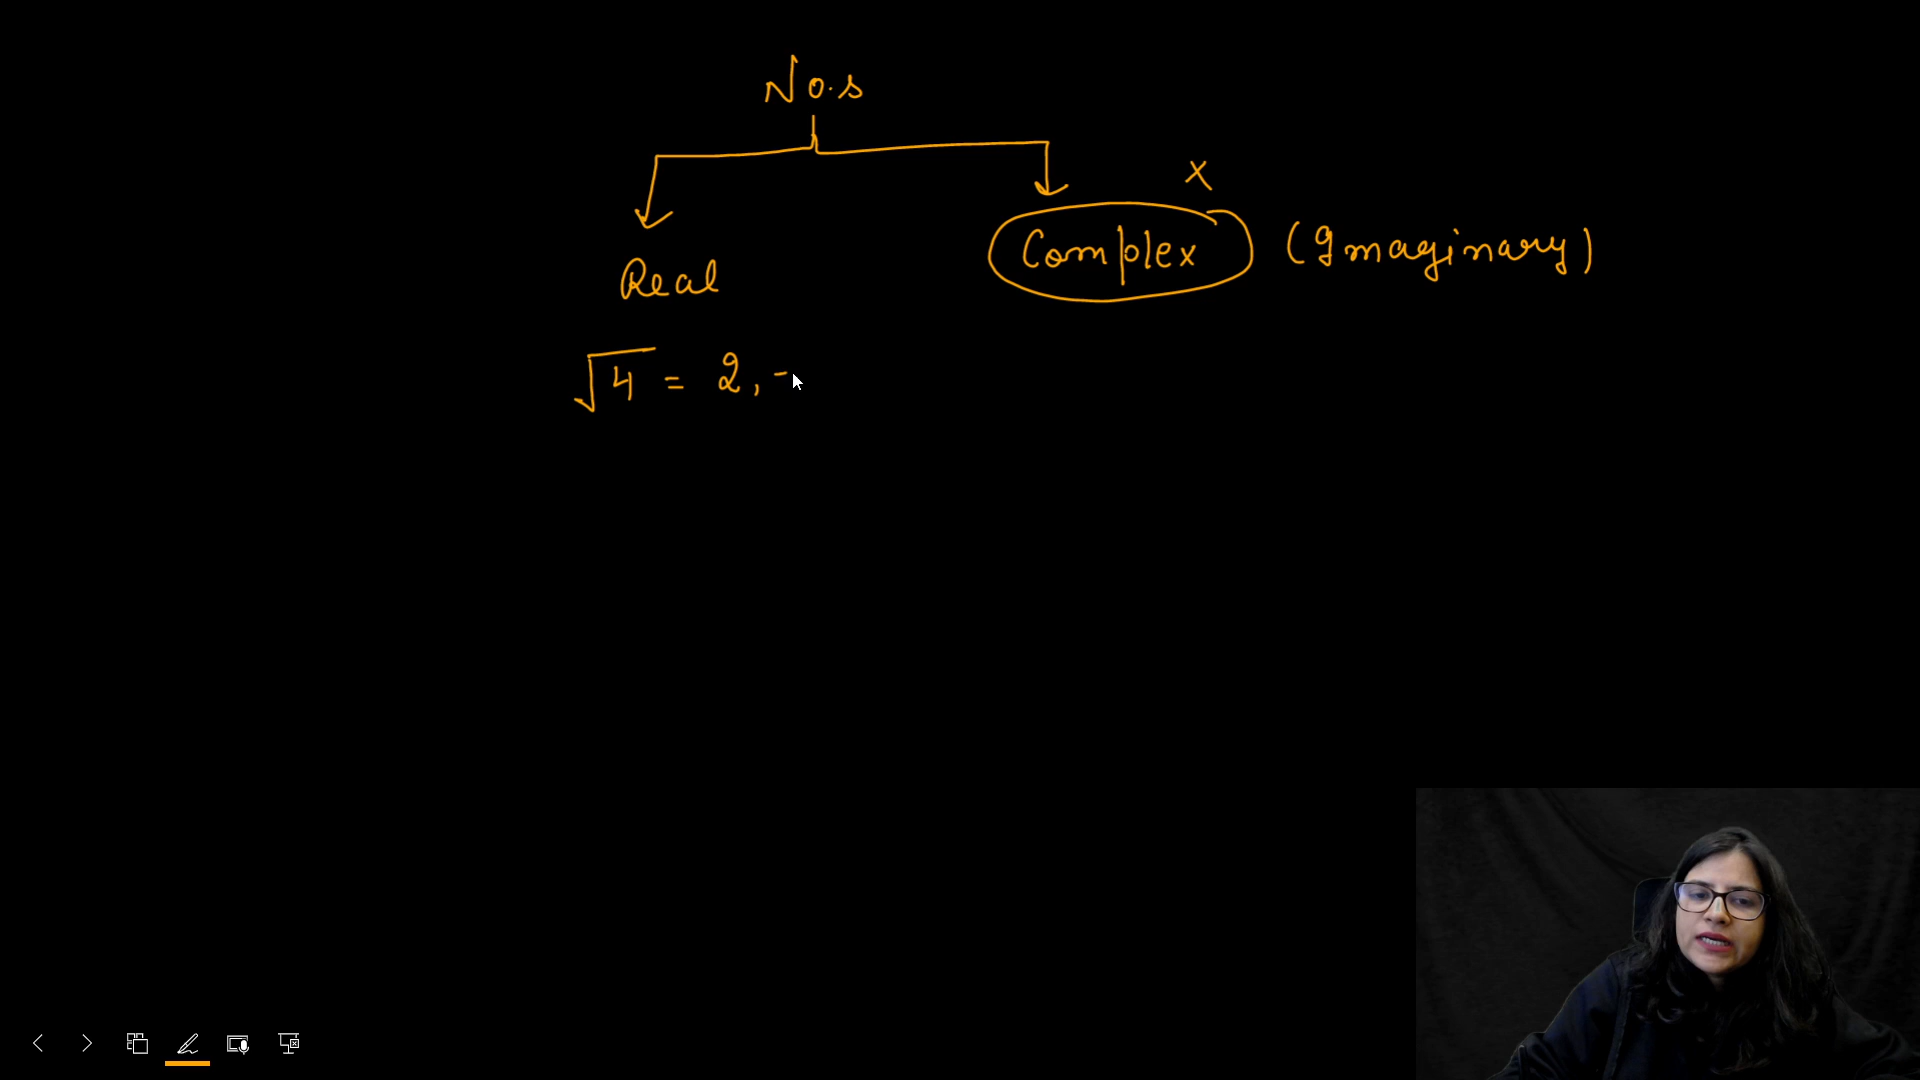 No.s
x
Complex (Imaginary)
Real
√4 = 2, -